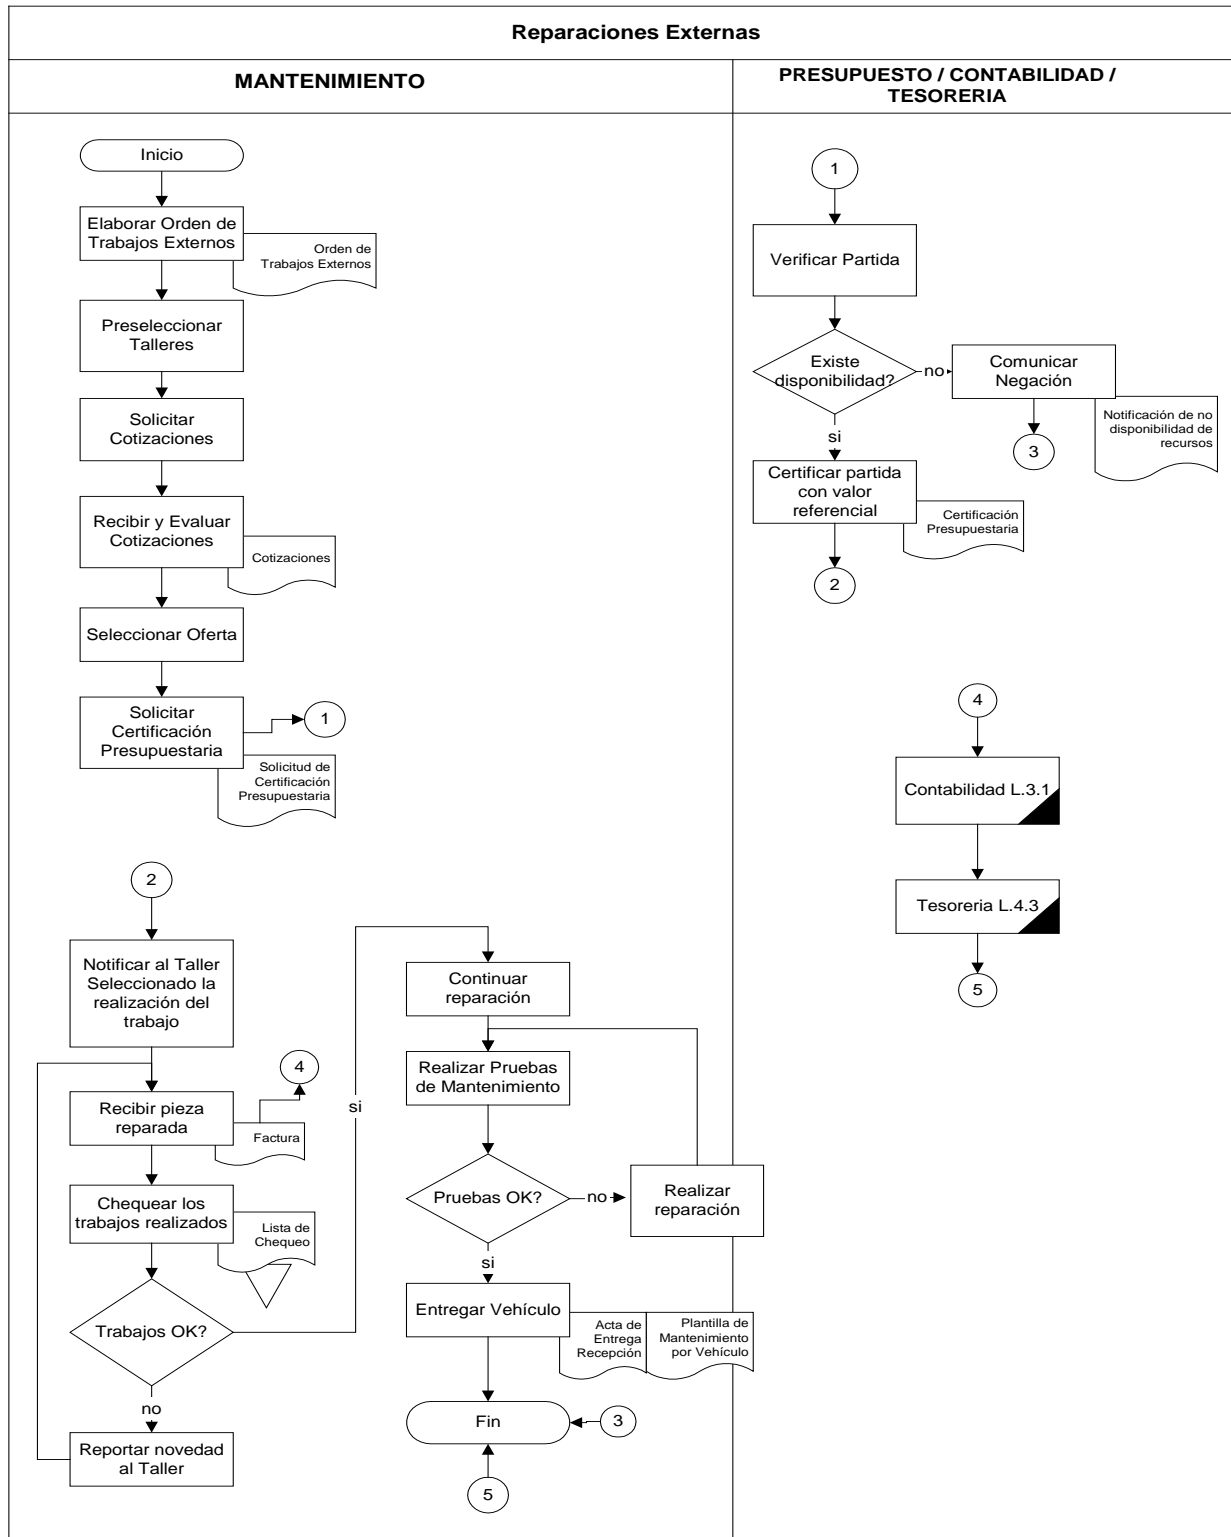 Reparaciones Externas
MANTENIMIENTO
PRESUPUESTO / CONTABILIDAD /
TESORERIA
Inicio
Elaborar Orden de
Trabajos Externos
Orden de
Trabajos Externos
Preseleccionar
Talleres
Solicitar
Cotizaciones
Recibir y Evaluar
Cotizaciones
Cotizaciones
Seleccionar Oferta
Solicitar
Certificación
Presupuestaria
1
Solicitud de
Certificación
Presupuestaria
2
Notificar al Taller
Seleccionado la
realización del
trabajo
4
Recibir pieza
reparada
Factura
Chequear los
trabajos realizados
Lista de
Chequeo
Trabajos OK?
si
no
Reportar novedad
al Taller
Continuar
reparación
Realizar Pruebas
de Mantenimiento
Pruebas OK?
no
Realizar
reparación
si
Entregar Vehículo
Acta de
Entrega
Recepción
Plantilla de
Mantenimiento
por Vehículo
Fin
3
5
1
Verificar Partida
Existe
disponibilidad?
no
Comunicar
Negación
Notificación de no
disponibilidad de
recursos
3
si
Certificar partida
con valor
referencial
Certificación
Presupuestaria
2
4
Contabilidad L.3.1
Tesoreria L.4.3
5